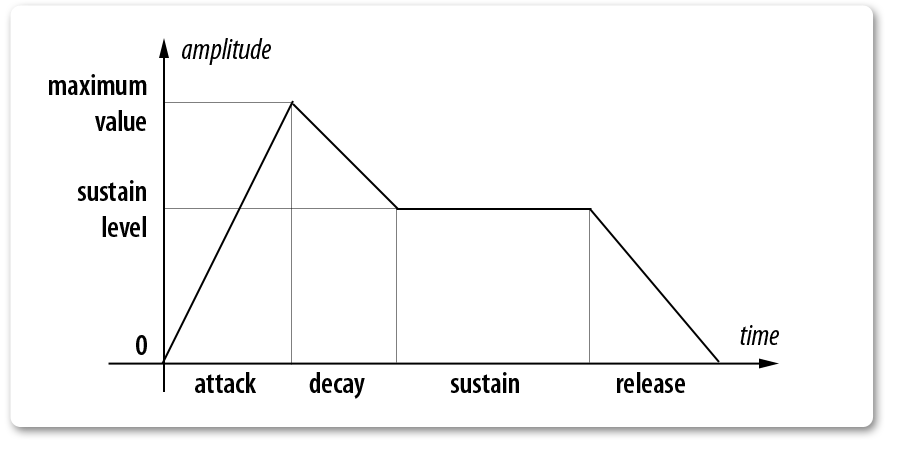 amplitude
maximum
value
sustain
level
0
time
attack decay sustain release